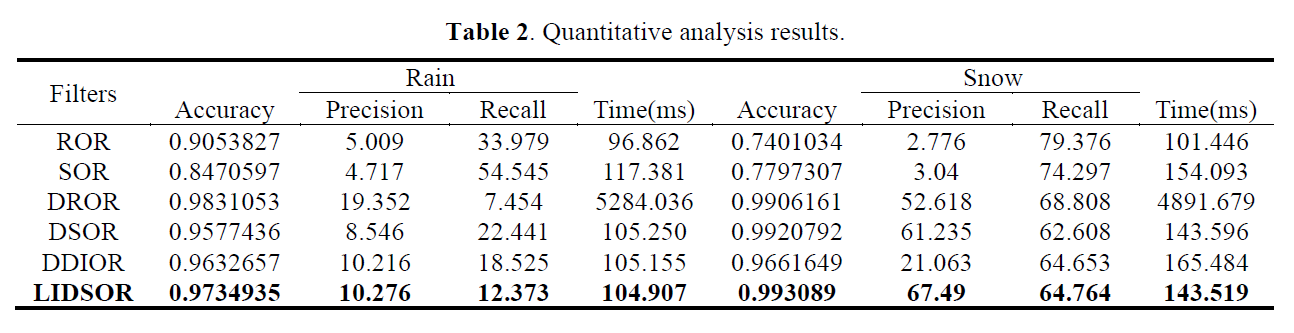 Table 2. Quantitative analysis results.
Filters Rain Snow
Accuracy Precision Recall Time(ms) Accuracy Precision Recall Time(ms)
ROR 0.9053827 5.009 33.979 96.862 0.7401034 2.776 79.376 101.446
SOR 0.8470597 4.717 54.545 117.381 0.7797307 3.04 74.297 154.093
DROR 0.9831053 19.352 7.454 5284.036 0.9906161 52.618 68.808 4891.679
DSOR 0.9577436 8.546 22.441 105.250 0.9920792 61.235 62.608 143.596
DDIOR 0.9632657 10.216 18.525 105.155 0.9661649 21.063 64.653 165.484
LIDSOR 0.9734935 10.276 12.373 104.907 0.993089 67.49 64.764 143.519